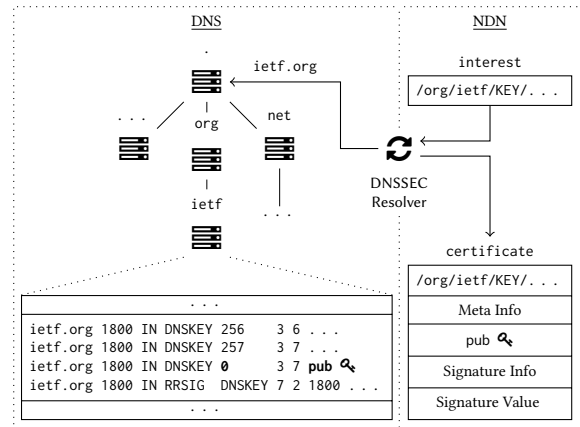 DNS
.
ietf.org
. . .
org
net
ietf
. . .
. . .
ietf.org 1800 IN DNSKEY 256 3 6 . . .
ietf.org 1800 IN DNSKEY 257 3 7 . . .
ietf.org 1800 IN DNSKEY 0 3 7 pub
ietf.org 1800 IN RRSIG DNSKEY 7 2 1800 . . .
. . .
DNSSEC
Resolver
NDN
interest
/org/ietf/KEY/. . .
certificate
/org/ietf/KEY/. . .
Meta Info
pub
Signature Info
Signature Value